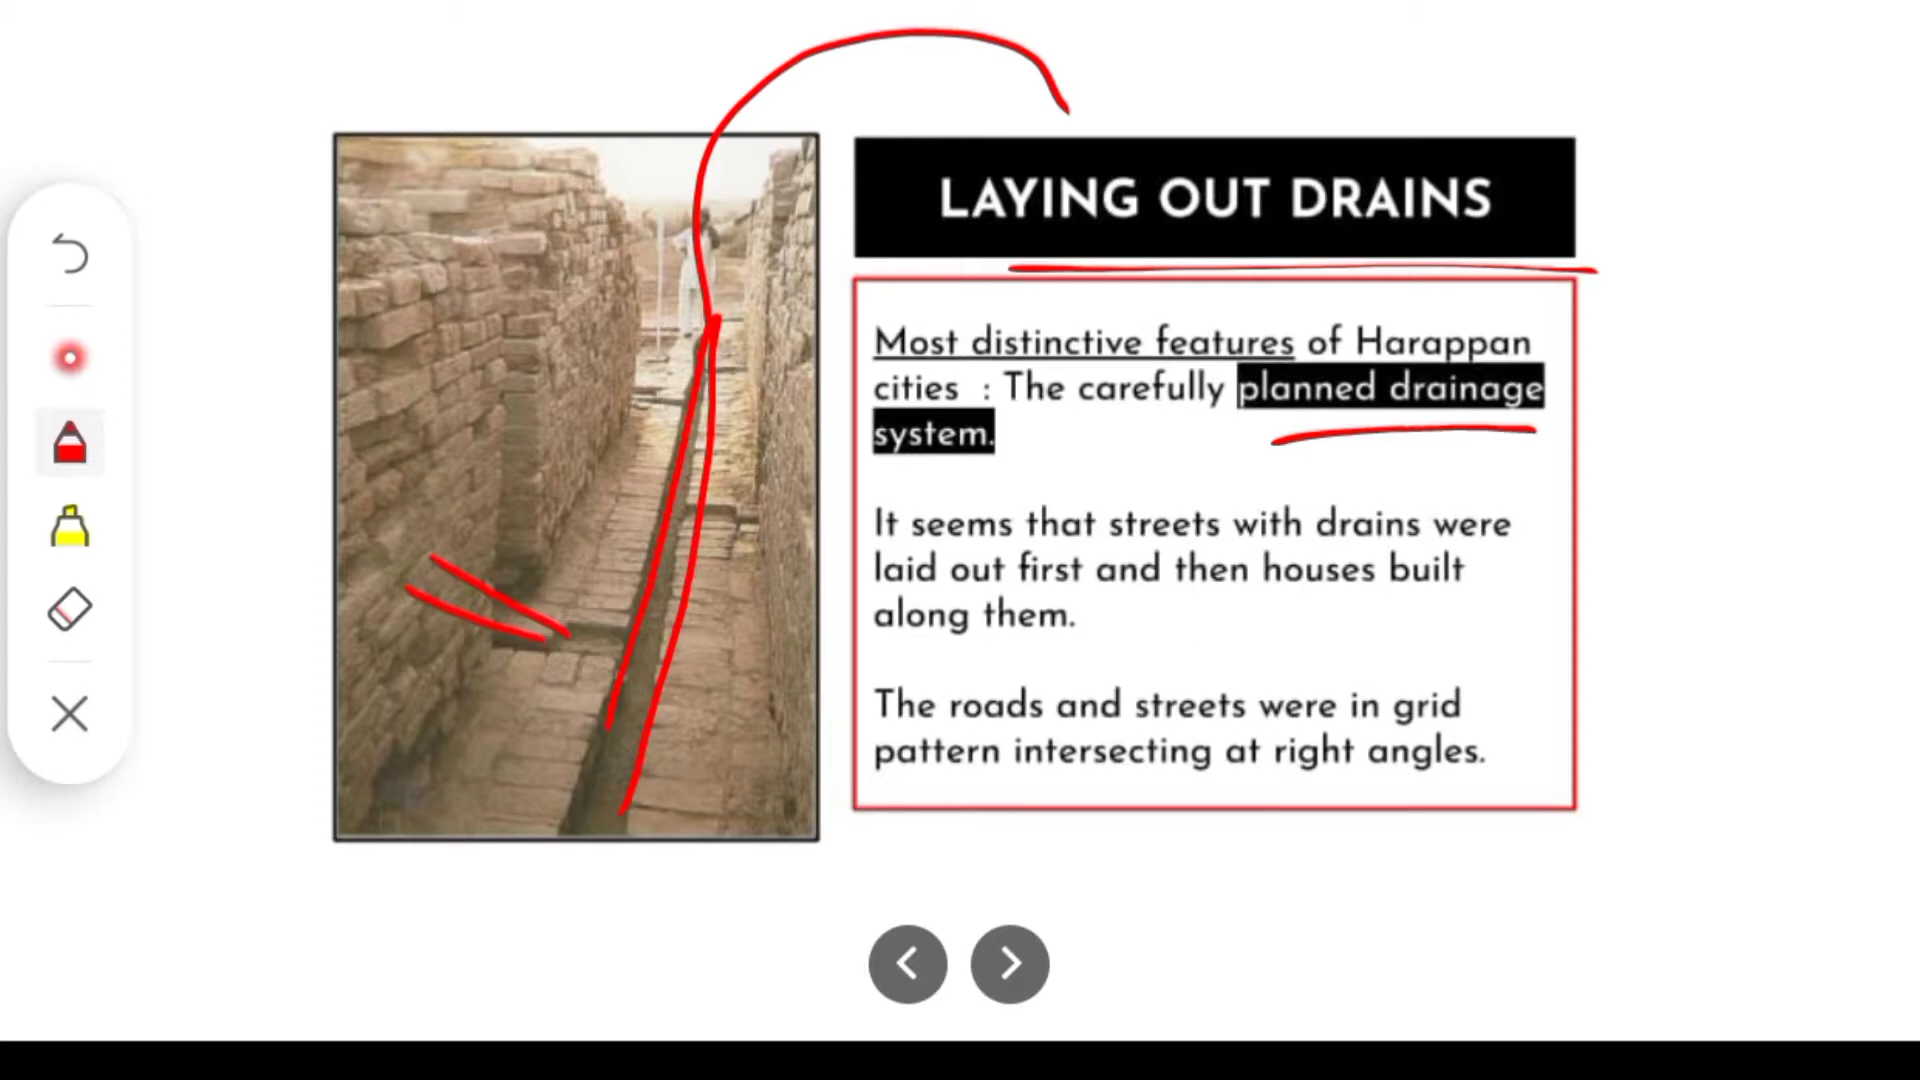 LAYING OUT DRAINS
Most distinctive features of Harappan
cities : The carefully planned drainage
system.
It seems that streets with drains were
laid out first and then houses built
along them.
The roads and streets were in grid
pattern intersecting at right angles.